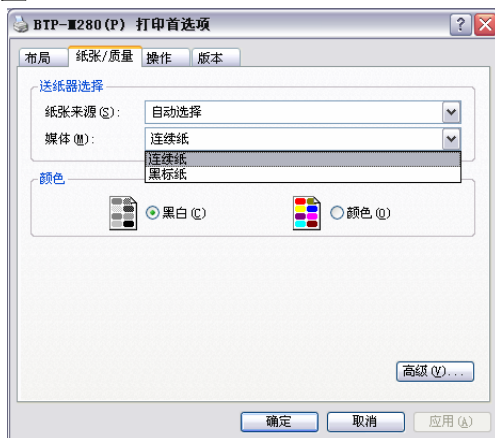 BTP-M280(P) 打印首选项
布局 纸张/质量 操作 版本
送纸器选择
纸张来源(S): 自动选择
媒体(M): 连续纸
连续纸
黑标纸
颜色
黑白(C) 颜色(O)
高级(V)...
确定 取消 应用(A)